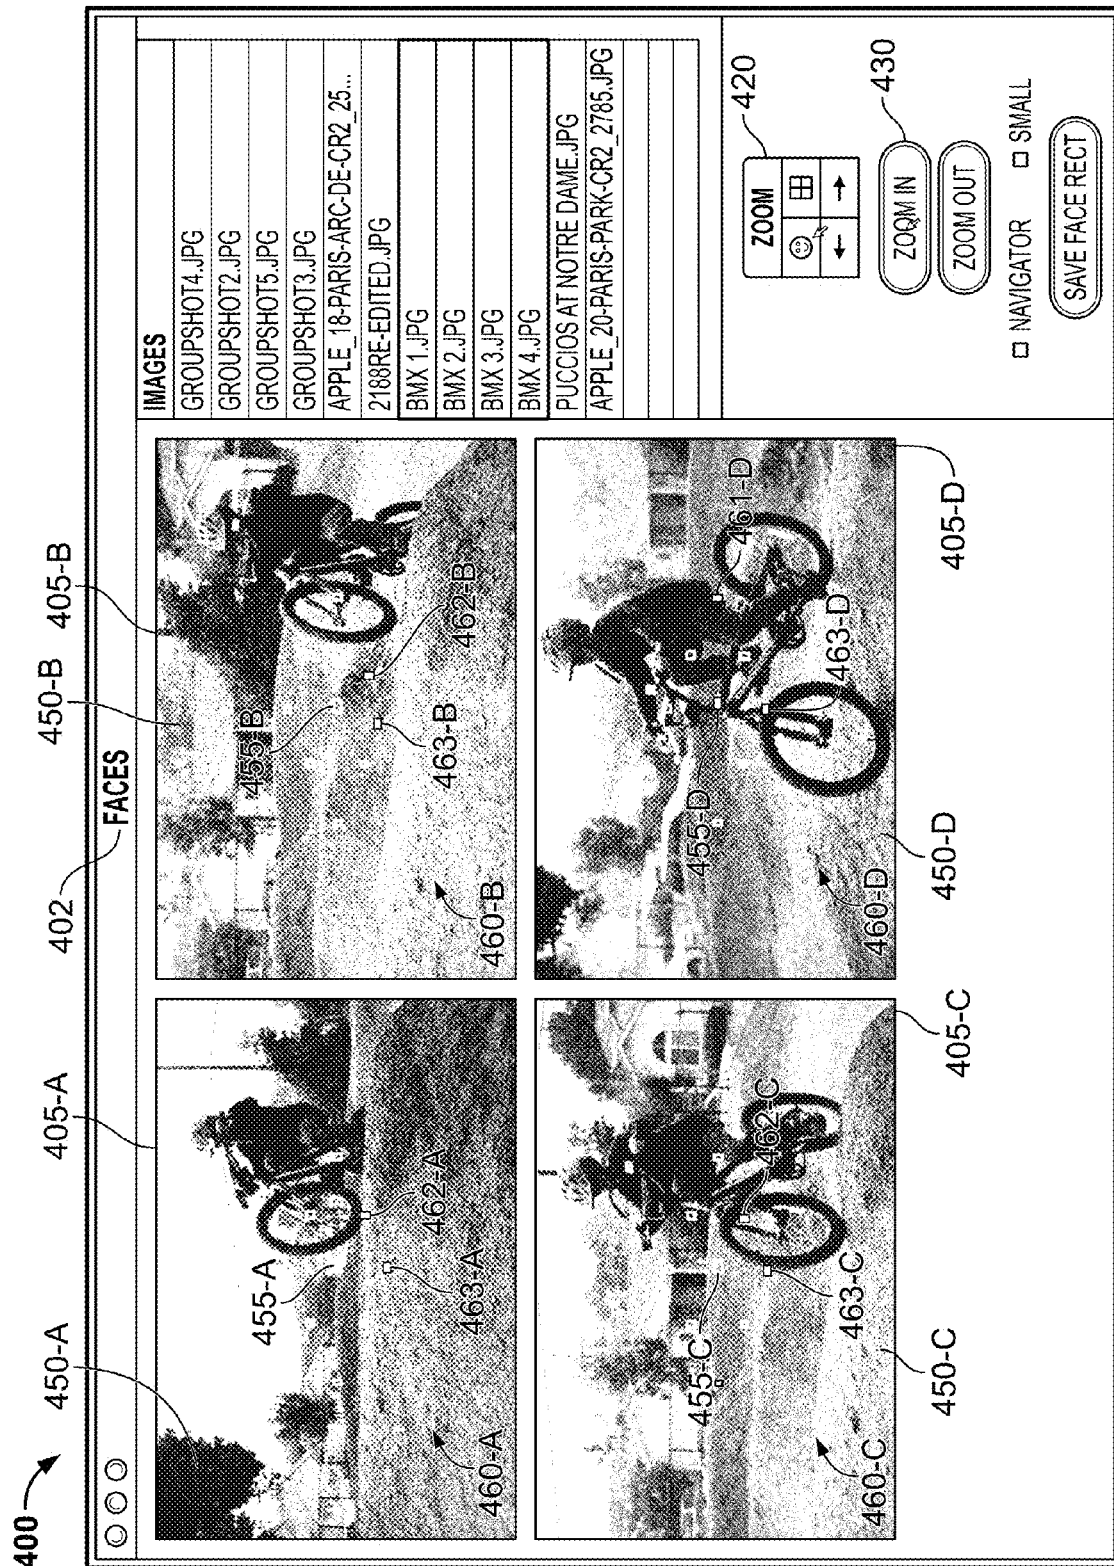 400
402
FACES
450-A
405-A
450-B
405-B
455-A
462-A
463-A
460-A
455-B
462-B
463-B
460-B
455-C
462-C
463-C
460-C
450-C
405-C
455-D
461-D
463-D
460-D
450-D
405-D
IMAGES
GROUPSHOT4.JPG
GROUPSHOT2.JPG
GROUPSHOT5.JPG
GROUPSHOT3.JPG
APPLE_18-PARIS-ARC-DE-CR2_25...
2188RE-EDITED.JPG
BMX 1.JPG
BMX 2.JPG
BMX 3.JPG
BMX 4.JPG
PUCCIOS AT NOTRE DAME.JPG
APPLE_20-PARIS-PARK-CR2_2785.JPG
ZOOM
420
ZOOM IN
430
ZOOM OUT
NAVIGATOR
SMALL
SAVE FACE RECT